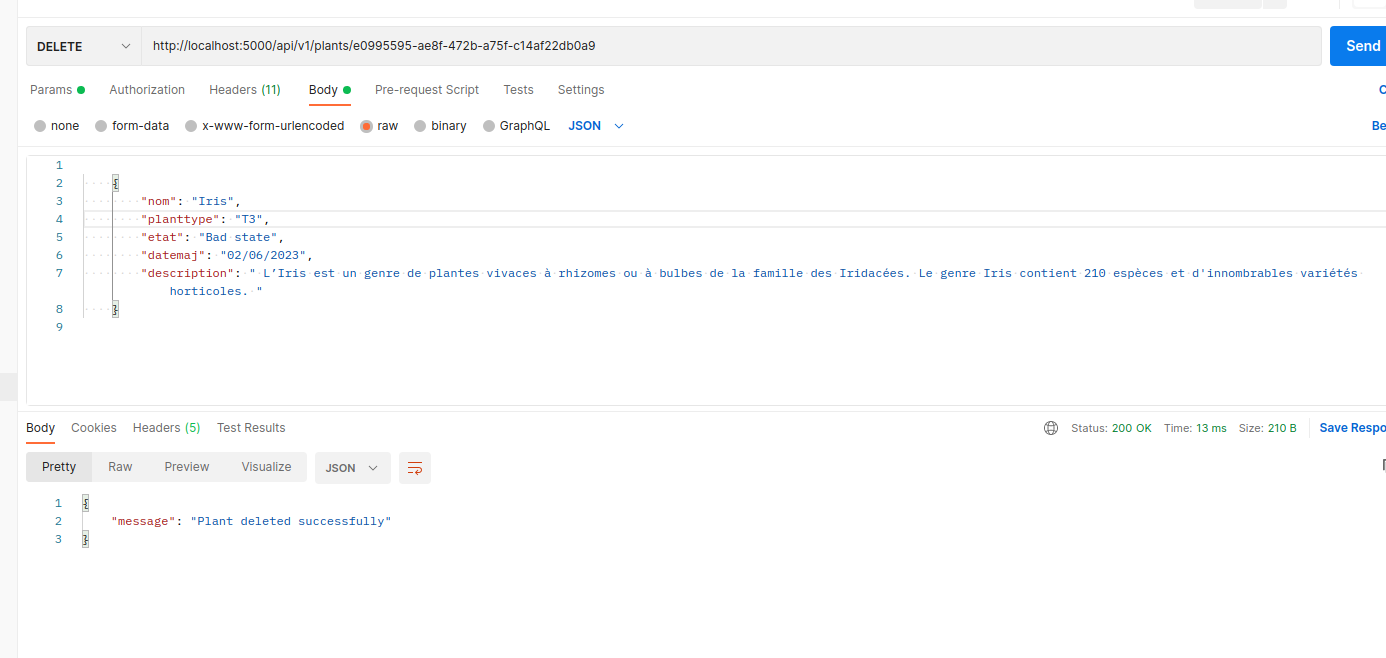 DELETE http://localhost:5000/api/v1/plants/e0995595-ae8f-472b-a75f-c14af22db0a9 Send
Params Authorization Headers (11) Body Pre-request Script Tests Settings
none form-data x-www-form-urlencoded raw binary GraphQL JSON Be
1
2 {
3 "nom": "Iris",
4 "planttype": "T3",
5 "etat": "Bad state",
6 "datemaj": "02/06/2023",
7 "description": " L’Iris est un genre de plantes vivaces à rhizomes ou à bulbes de la famille des Iridacées. Le genre Iris contient 210 espèces et d'innombrables variétés
horticoles. "
8 }
9
Body Cookies Headers (5) Test Results Status: 200 OK Time: 13 ms Size: 210 B Save Respo
Pretty Raw Preview Visualize JSON
1 {
2 "message": "Plant deleted successfully"
3 }